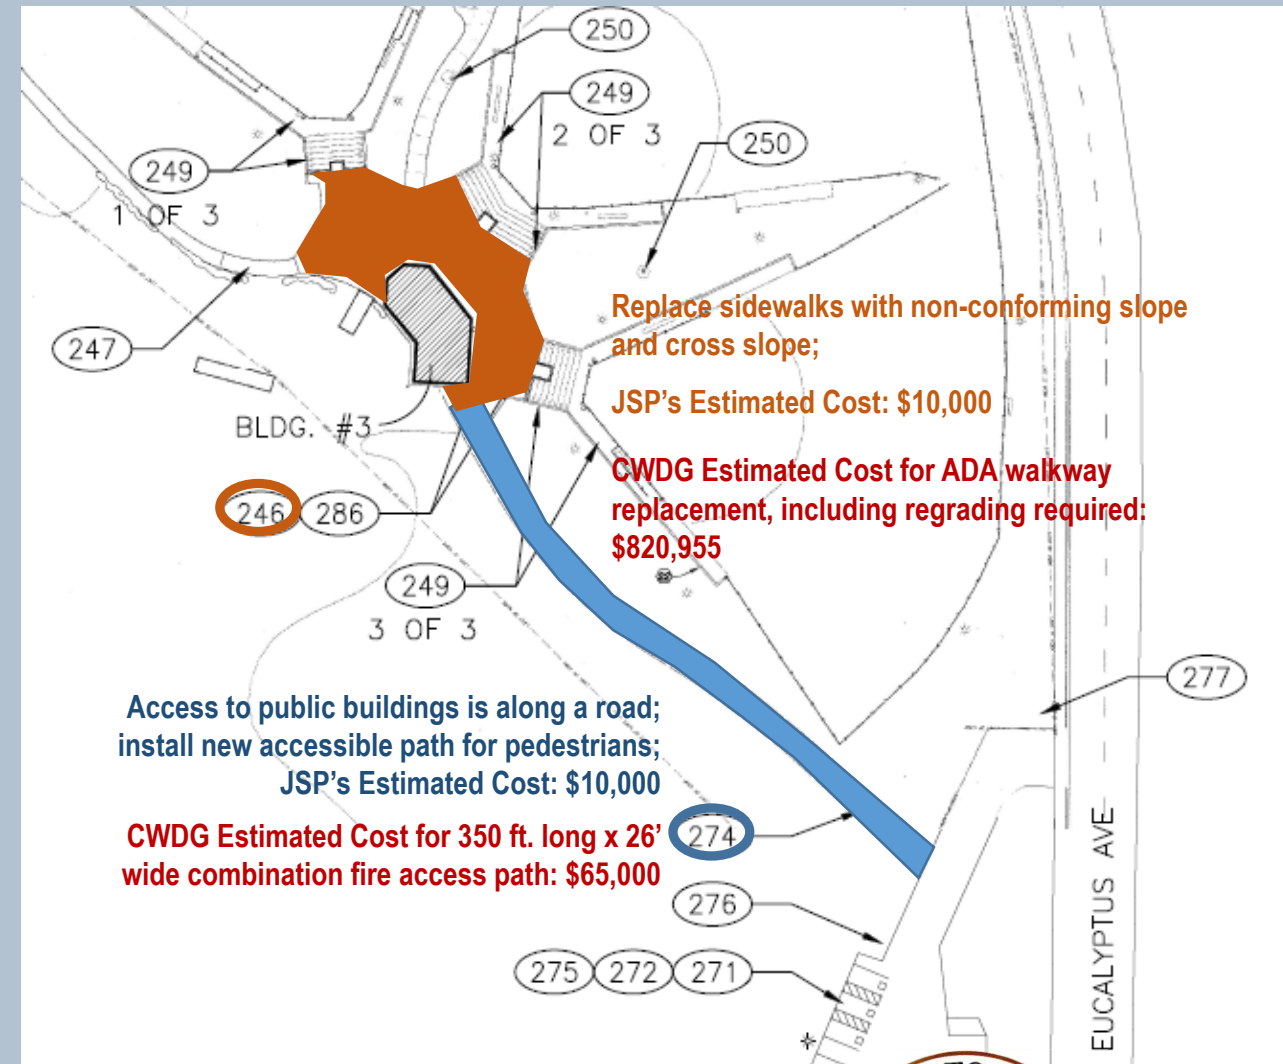 250
249
2 OF 3
250
249
1 OF 3
247
Replace sidewalks with non-conforming slope
and cross slope;
JSP's Estimated Cost: $10,000
BLDG. #3
CWDG Estimated Cost for ADA walkway
replacement, including regrading required:
$820,955
246 286
249
3 OF 3
277
Access to public buildings is along a road;
install new accessible path for pedestrians;
JSP's Estimated Cost: $10,000
CWDG Estimated Cost for 350 ft. long x 26'
wide combination fire access path: $65,000
274
276
275 272 271
EUCALYPTUS AVE